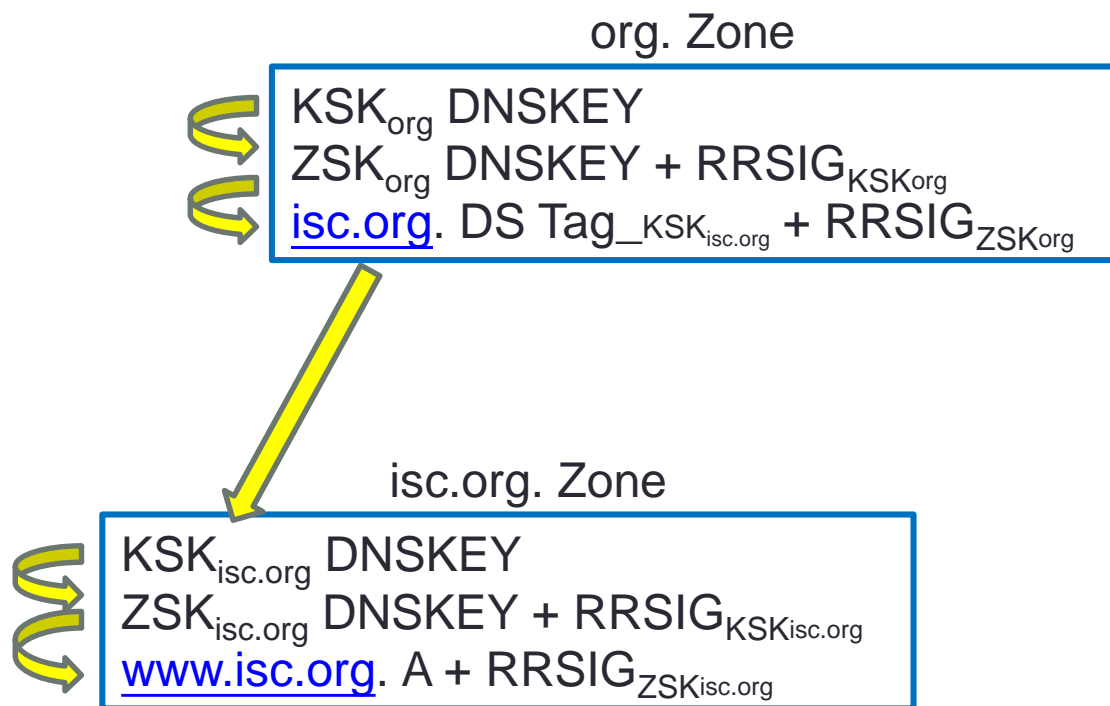 org. Zone
KSKorg DNSKEY
ZSKorg DNSKEY + RRSIGKSKorg
isc.org. DS Tag_KSKisc.org + RRSIGZSKorg
isc.org. Zone
KSKisc.org DNSKEY
ZSKisc.org DNSKEY + RRSIGKSKisc.org
www.isc.org. A + RRSIGZSKisc.org